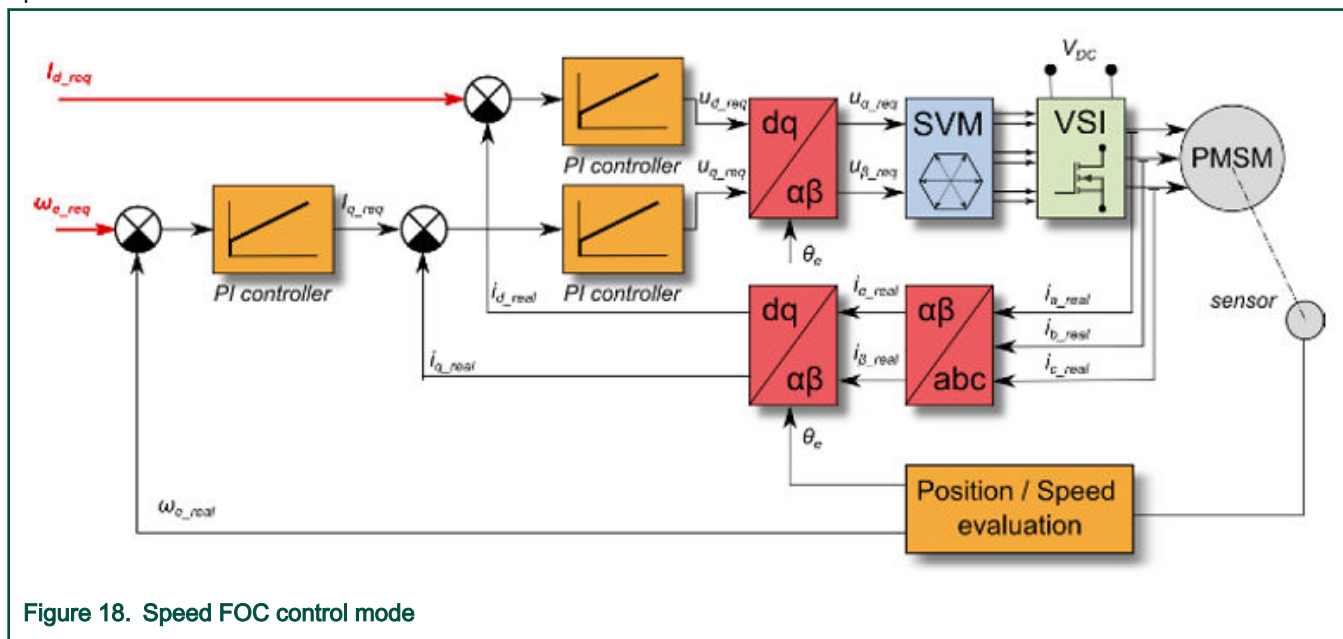 I_d_req
V_DC
u_d_req
dq
αβ
u_α_req
SVM
VSI
PMSM
PI controller
u_q_req
u_β_req
ω_e_req
I_q_req
θ_e
PI controller
PI controller
i_d_real
dq
αβ
i_α_real
αβ
abc
i_a_real
sensor
i_b_real
i_q_real
i_β_real
i_c_real
θ_e
Position / Speed
evaluation
ω_e_real
Figure 18. Speed FOC control mode